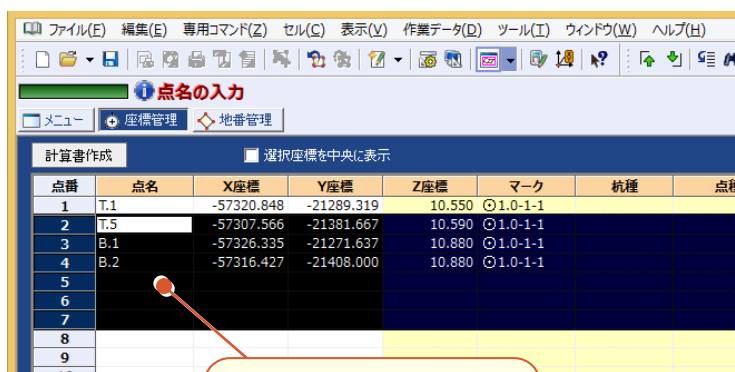 ファイル(F) 編集(E) 専用コマンド(Z) セル(C) 表示(V) 作業データ(D) ツール(T) ウィンドウ(W) ヘルプ(H)
点名の入力
メニュー 座標管理 地番管理
計算書作成 選択座標を中央に表示
点番 点名 X座標 Y座標 Z座標 マーク 杭種
1 T.1 -57320.848 -21289.319 10.550 ⊙1.0-1-1
2 T.5 -57307.566 -21381.667 10.590 ⊙1.0-1-1
3 B.1 -57326.335 -21271.637 10.880 ⊙1.0-1-1
4 B.2 -57316.427 -21408.000 10.880 ⊙1.0-1-1
5
6
7
8
9